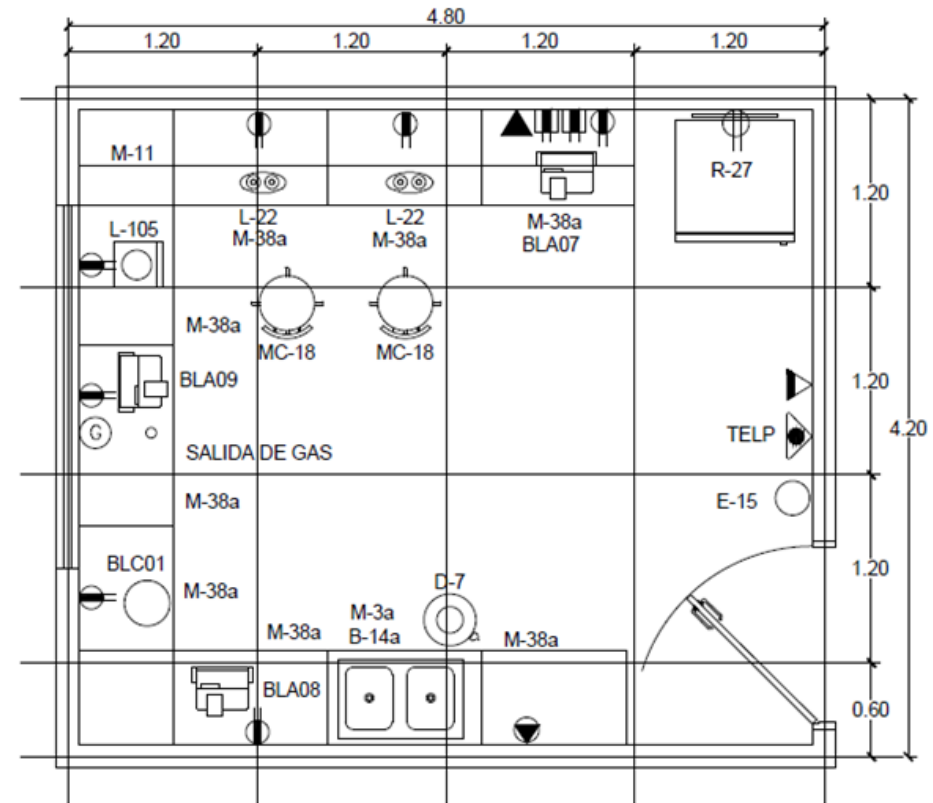 4.80
1.20
1.20
1.20
1.20
M-11
R-27
1.20
L-105
L-22
M-38a
L-22
M-38a
M-38a
BLA07
M-38a
MC-18
MC-18
BLA09
1.20
G
TELP
4.20
SALIDA DE GAS
M-38a
E-15
BLC01
M-38a
D-7
1.20
M-38a
M-3a
B-14a
M-38a
BLA08
0.60